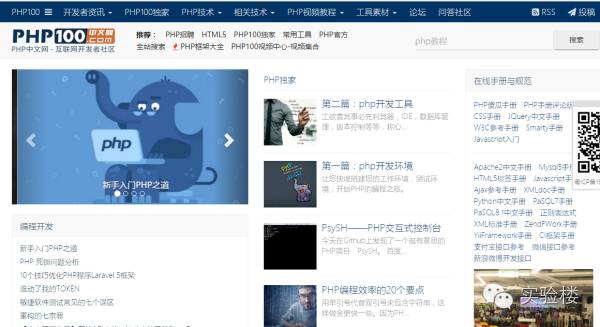 PHP100 开发者资讯 PHP100独家 PHP技术 相关技术 PHP视频教程 工具素材 论坛 问答社区 RSS 投稿
PHP100 中文网 .com
PHP中文网 - 互联网开发者社区
推荐： PHP招聘 HTML5 PHP100独家 常用工具 PHP官方
全站搜索 PHP框架大全 PHP100视频中心-视频集合
php教程
搜索
php
新手入门PHP之道
编程开发
新手入门PHP之道
PHP 死锁问题分析
10个技巧优化PHP程序Laravel 5框架
谁动了我的TOKEN
敏捷软件测试常见的七个误区
重构的七宗罪
PHP独家
第二篇：php开发工具
工欲善其事必先利其器，IDE，数据库管理，版本控制等等，称心...
第一篇：php开发环境
让您快速搭建您的工作环境，测试环境，开始PHP的编程之旅。
PsySH——PHP交互式控制台
今天在Github上发现了一个挺有意思的PHP项目 PsySH。百度...
PHP编程效率的20个要点
用单引号代替双引号来包含字符串，这样做会更快一些。因为PH...
在线手册与规范
PHP傻瓜手册 PHP手册评论版
CSS手册 JQuery中文手册
W3C参考手册 Smarty手册
Javascript入门
Apache2中文手册 Mysql5手册
HTML5标签手册 Javascript手册
Ajax参考手册 XMLdoc手册
Python中文手册 PaSQL7手册
PaSQL8.1中文手册 正则表达式
XML标准手册 ZendFWork手册
YiiFramework手册 CI框架手册
支付宝接口参考 微信接口参考
新浪微博开发接口
实验楼